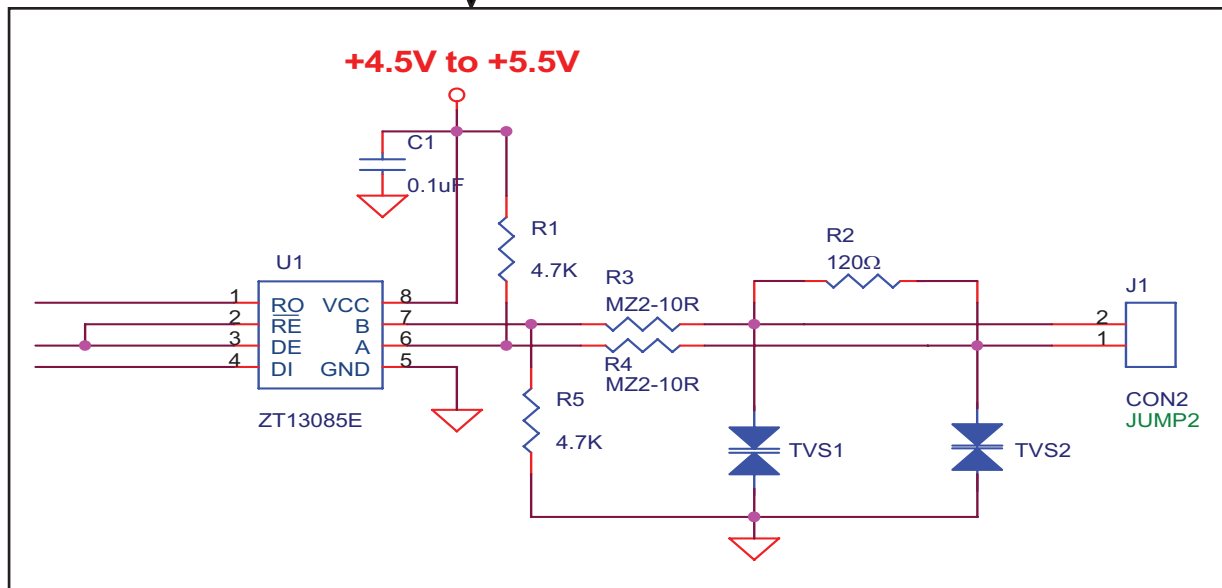 +4.5V to +5.5V
C1
0.1uF
R1
4.7K
R2
120Ω
U1
R3
MZ2-10R
J1
1 RO VCC 8
2 RE B 7
3 DE A 6
4 DI GND 5
2
1
R4
MZ2-10R
ZT13085E
R5
4.7K
CON2
JUMP2
TVS1
TVS2